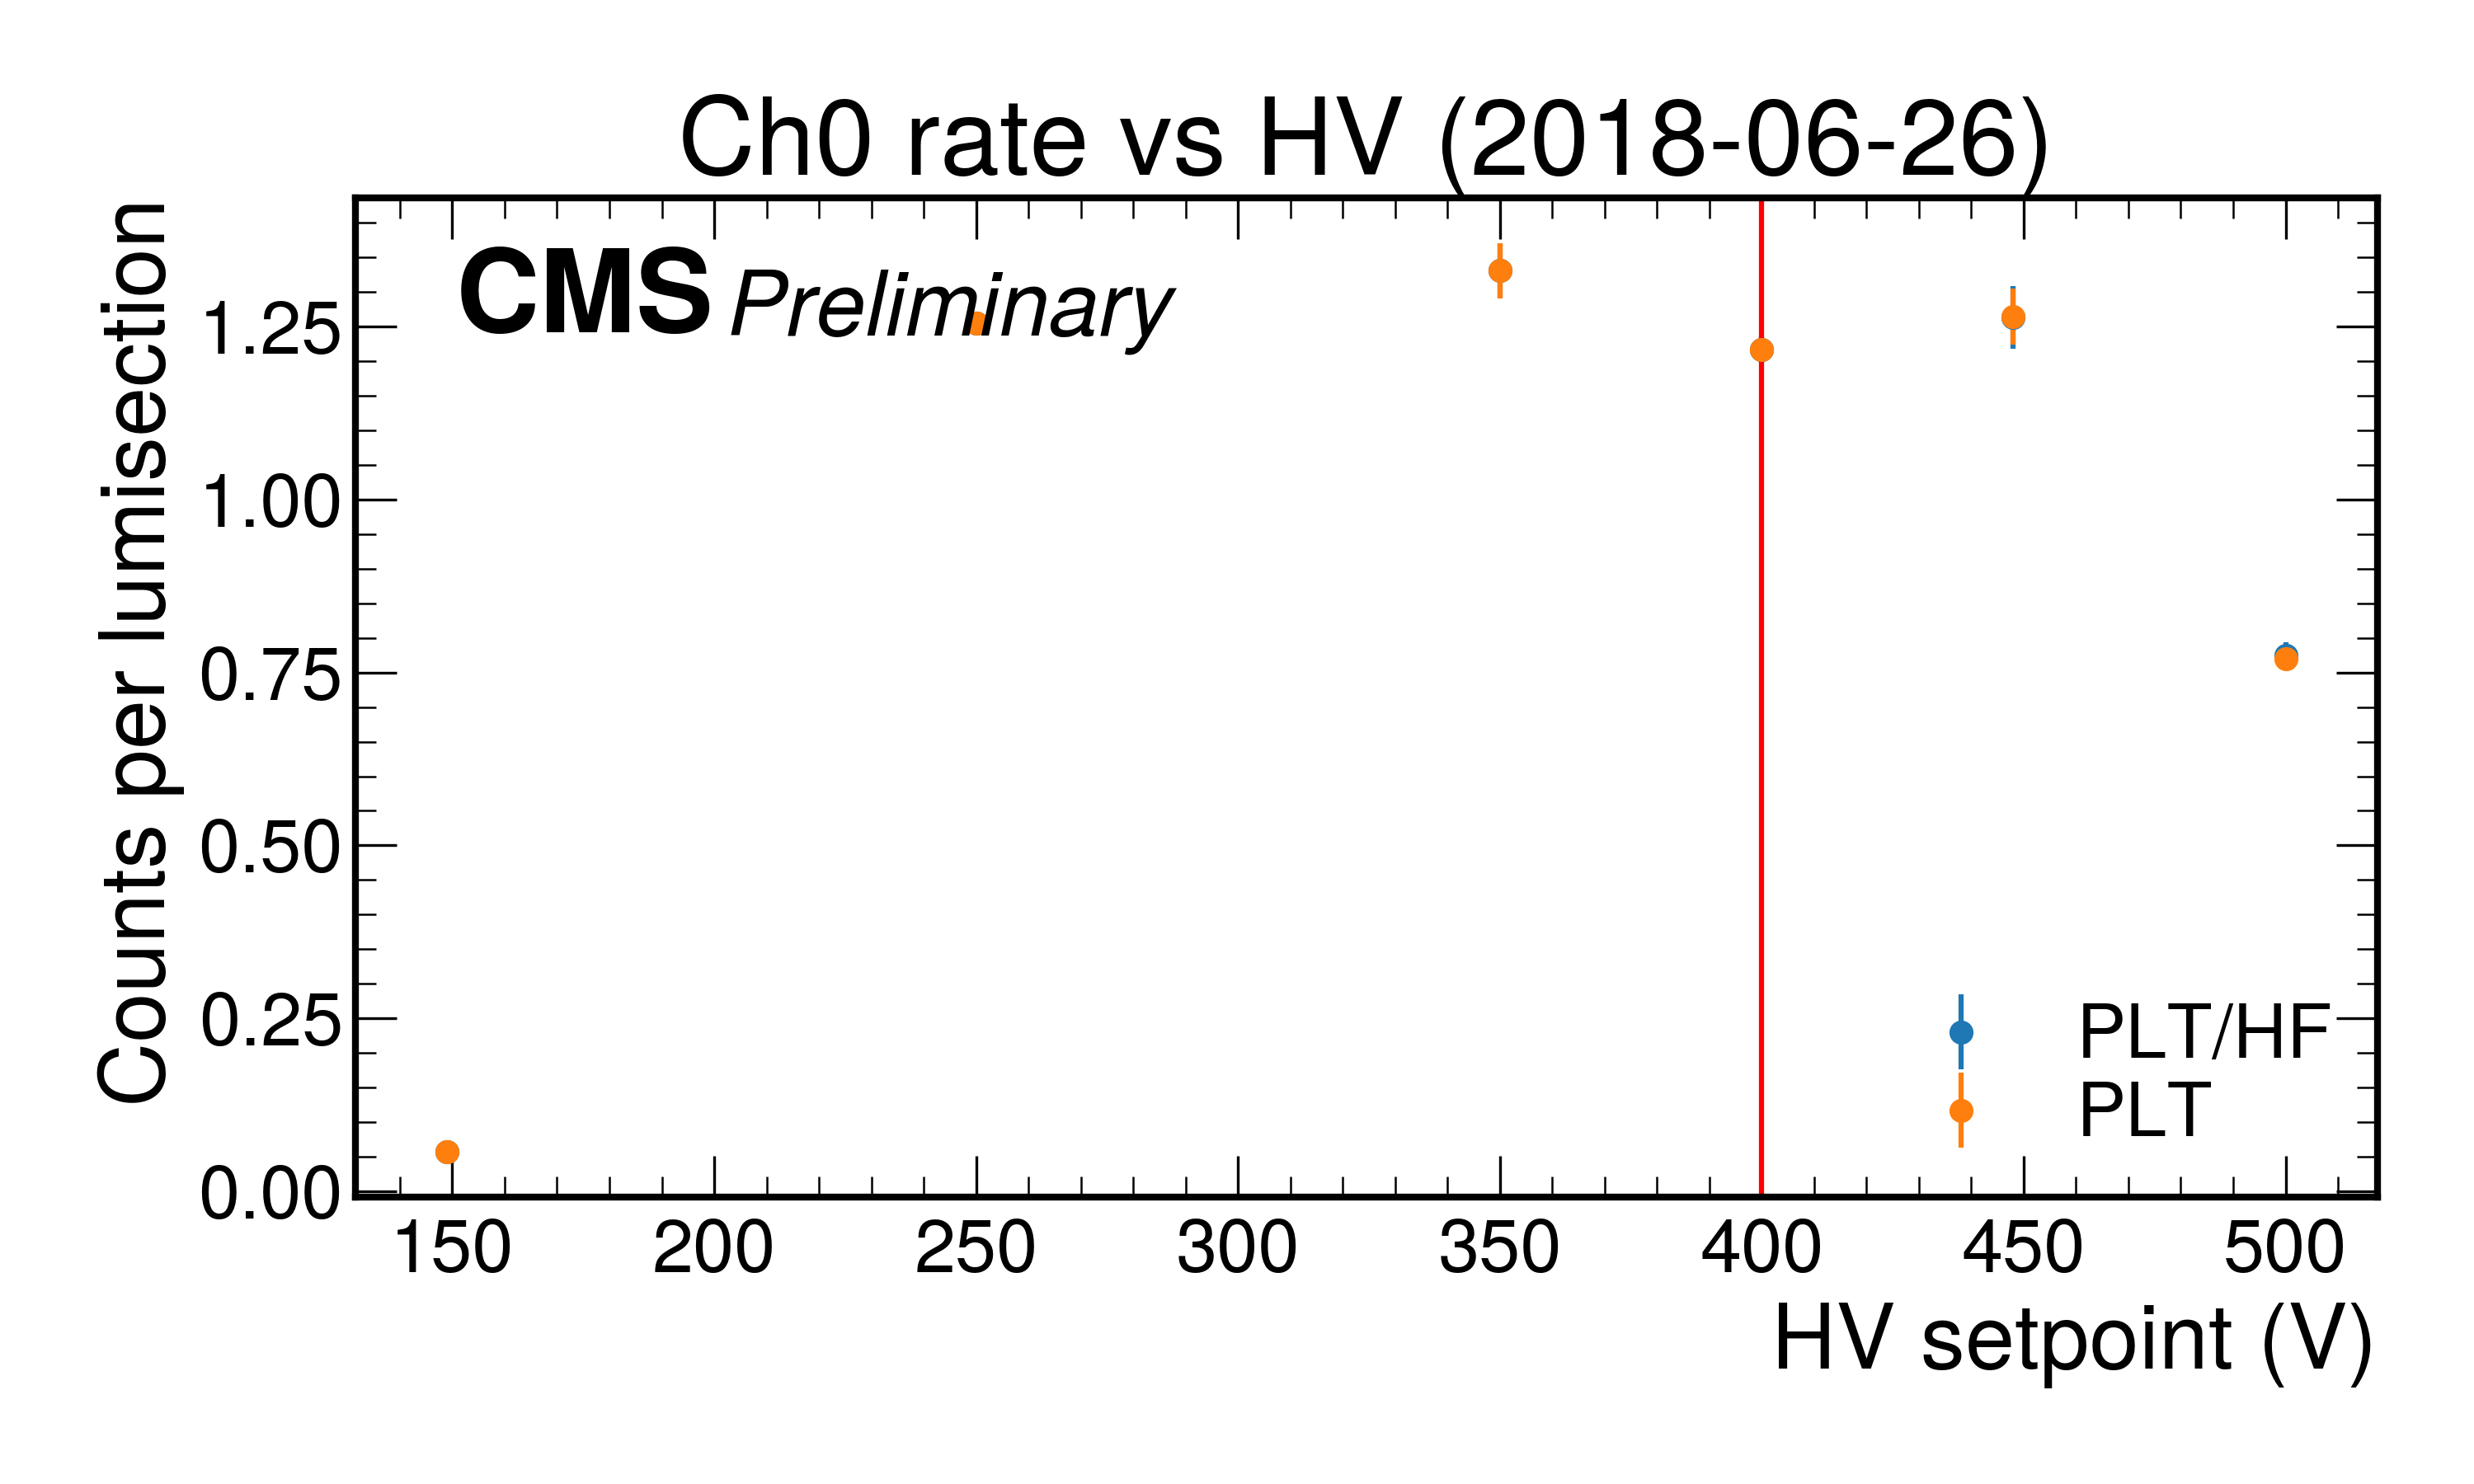 Ch0 rate vs HV (2018-06-26)
CMS Preliminary
Counts per lumisection
1.25
1.00
0.75
0.50
0.25
0.00
PLT/HF
PLT
150 200 250 300 350 400 450 500
HV setpoint (V)